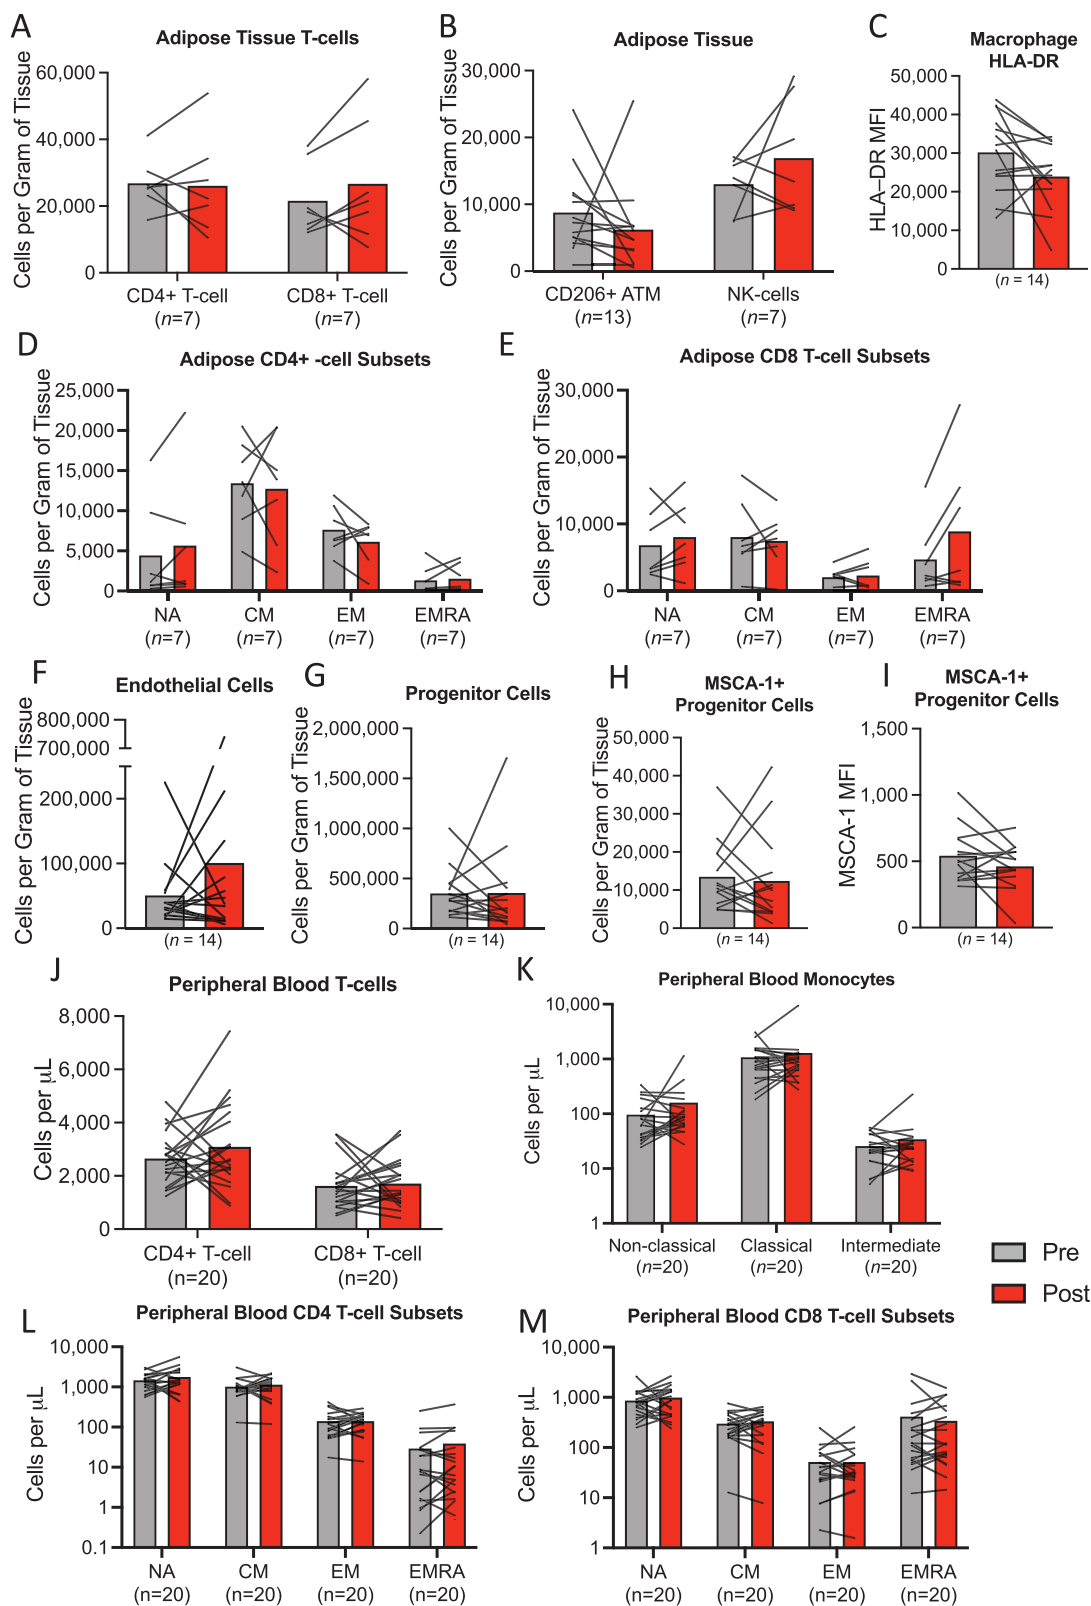 A
Adipose Tissue T-cells
Cells per Gram of Tissue
60,000
40,000
20,000
0
CD4+ T-cell
(n=7)
CD8+ T-cell
(n=7)
B
Adipose Tissue
Cells per Gram of Tissue
30,000
20,000
10,000
0
CD206+ ATM
(n=13)
NK-cells
(n=7)
C
Macrophage
HLA-DR
HLA–DR MFI
50,000
40,000
30,000
20,000
10,000
0
(n = 14)
D
Adipose CD4+ -cell Subsets
Cells per Gram of Tissue
25,000
20,000
15,000
10,000
5,000
0
NA
(n=7)
CM
(n=7)
EM
(n=7)
EMRA
(n=7)
E
Adipose CD8 T-cell Subsets
Cells per Gram of Tissue
30,000
20,000
10,000
0
NA
(n=7)
CM
(n=7)
EM
(n=7)
EMRA
(n=7)
F
Endothelial Cells
Cells per Gram of Tissue
800,000
700,000
200,000
100,000
0
(n = 14)
G
Progenitor Cells
Cells per Gram of Tissue
2,000,000
1,500,000
1,000,000
500,000
0
(n = 14)
H
MSCA-1+
Progenitor Cells
Cells per Gram of Tissue
50,000
40,000
30,000
20,000
10,000
0
(n = 14)
I
MSCA-1+
Progenitor Cells
MSCA-1 MFI
1,500
1,000
500
0
(n = 14)
J
Peripheral Blood T-cells
Cells per μL
8,000
6,000
4,000
2,000
0
CD4+ T-cell
(n=20)
CD8+ T-cell
(n=20)
K
Peripheral Blood Monocytes
Cells per μL
10,000
1,000
100
10
1
Non-classical
(n=20)
Classical
(n=20)
Intermediate
(n=20)
Pre
Post
L
Peripheral Blood CD4 T-cell Subsets
Cells per μL
10,000
1,000
100
10
1
0.1
NA
(n=20)
CM
(n=20)
EM
(n=20)
EMRA
(n=20)
M
Peripheral Blood CD8 T-cell Subsets
Cells per μL
10,000
1,000
100
10
1
NA
(n=20)
CM
(n=20)
EM
(n=20)
EMRA
(n=20)